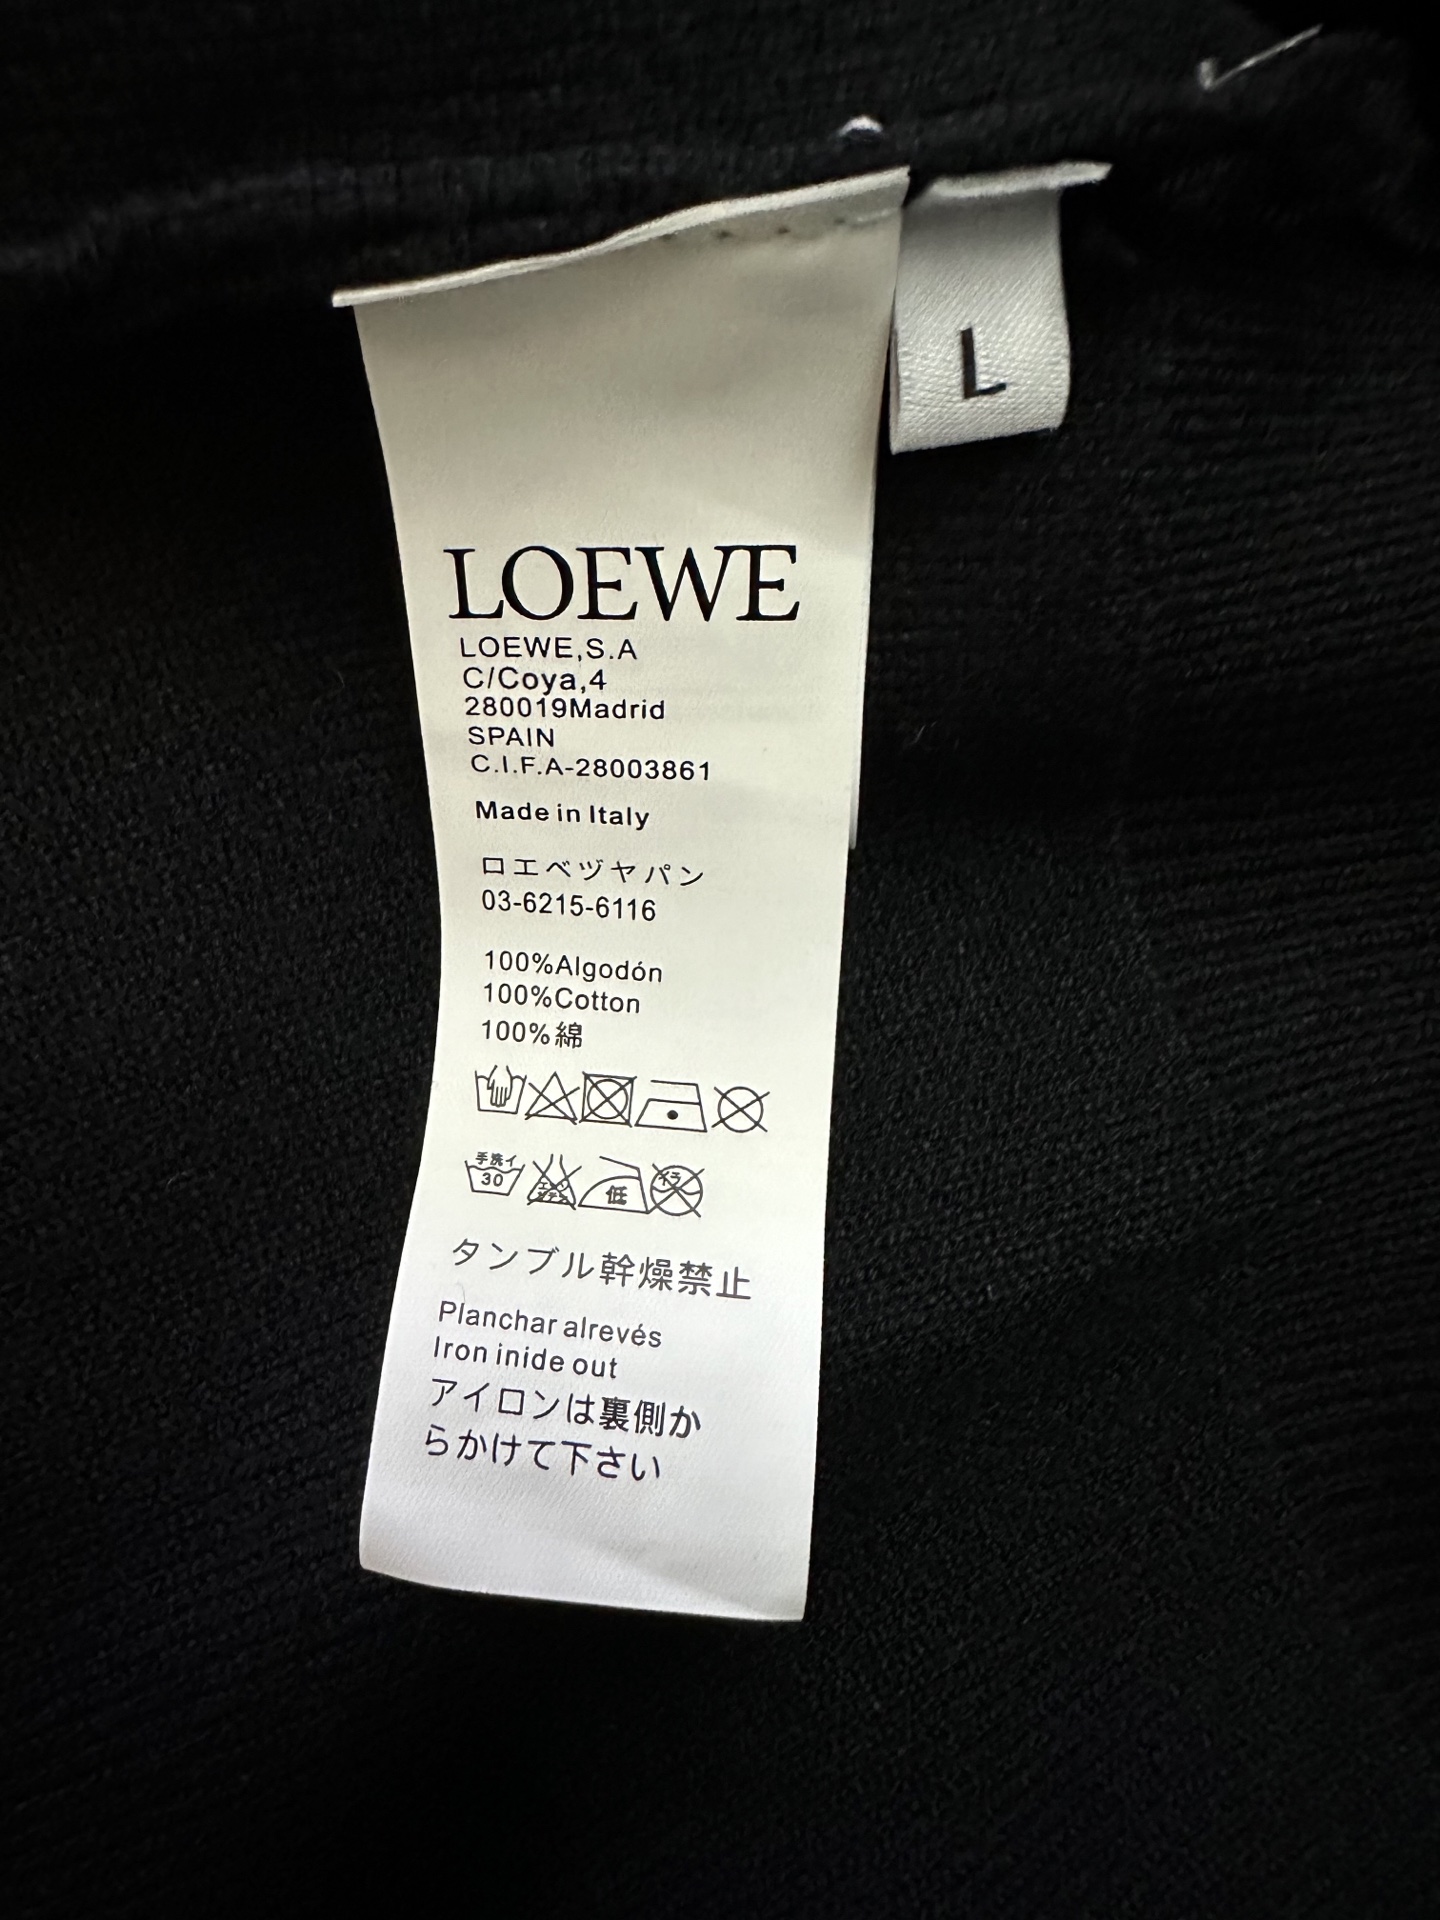 L
LOEWE
LOEWE,S.A
C/Coya,4
280019Madrid
SPAIN
C.I.F.A-28003861
Made in Italy
ロエベヅヤパン
03-6215-6116
100%Algodón
100%Cotton
100%綿
手洗イ
30
低
タンブル幹燥禁止
Planchar alrevés
Iron inide out
アイロンは裏側か
らかけて下さい